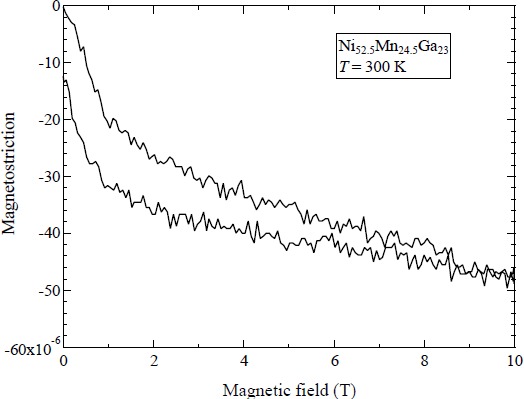 0
-10
-20
-30
-40
-50
-60x10⁻⁶
Magnetostriction
Ni₅₂.₅Mn₂₄.₅Ga₂₃
T = 300 K
0 2 4 6 8 10
Magnetic field (T)